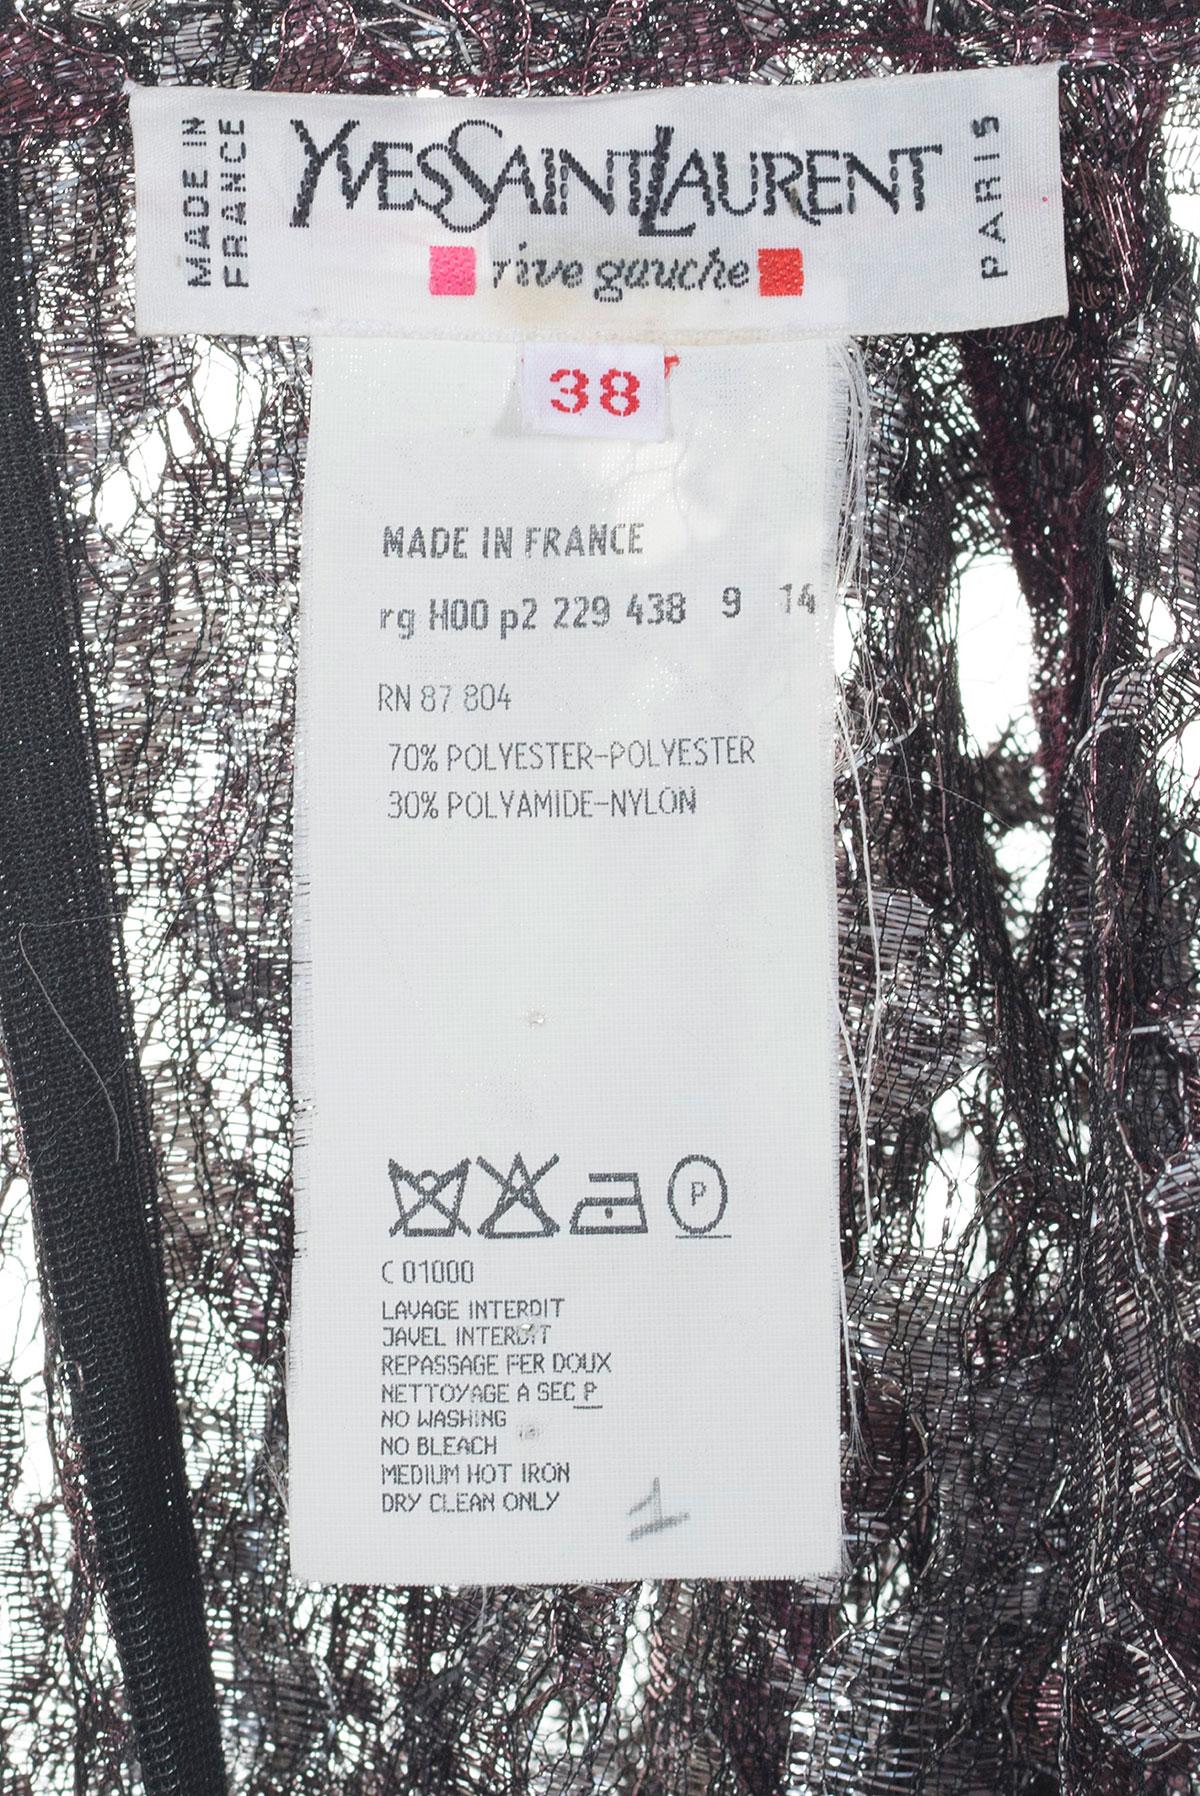 MADE IN
FRANCE
YVES SAINT LAURENT
rive gauche
PARIS
38
MADE IN FRANCE
rg H00 p2 229 438 9 14
RN 87 804
70% POLYESTER-POLYESTER
30% POLYAMIDE-NYLON
P
C 01000
LAVAGE INTERDIT
JAVEL INTERDIT
REPASSAGE FER DOUX
NETTOYAGE A SEC P
NO WASHING
NO BLEACH
MEDIUM HOT IRON
DRY CLEAN ONLY
1